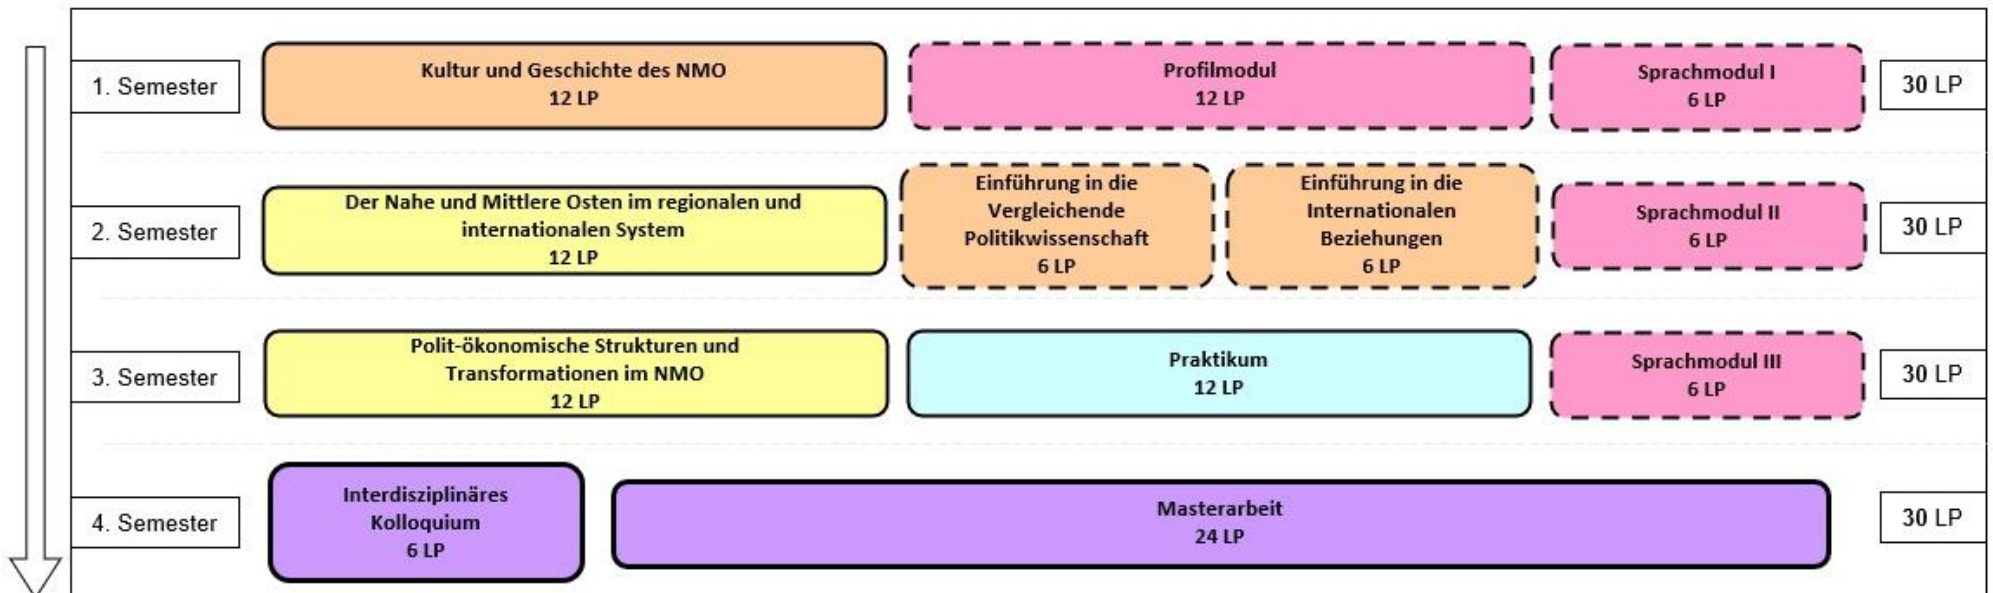 1. Semester
Kultur und Geschichte des NMO
12 LP
Profilmodul
12 LP
Sprachmodul I
6 LP
30 LP
2. Semester
Der Nahe und Mittlere Osten im regionalen und
internationalen System
12 LP
Einführung in die
Vergleichende
Politikwissenschaft
6 LP
Einführung in die
Internationalen
Beziehungen
6 LP
Sprachmodul II
6 LP
30 LP
3. Semester
Polit-ökonomische Strukturen und
Transformationen im NMO
12 LP
Praktikum
12 LP
Sprachmodul III
6 LP
30 LP
4. Semester
Interdisziplinäres
Kolloquium
6 LP
Masterarbeit
24 LP
30 LP